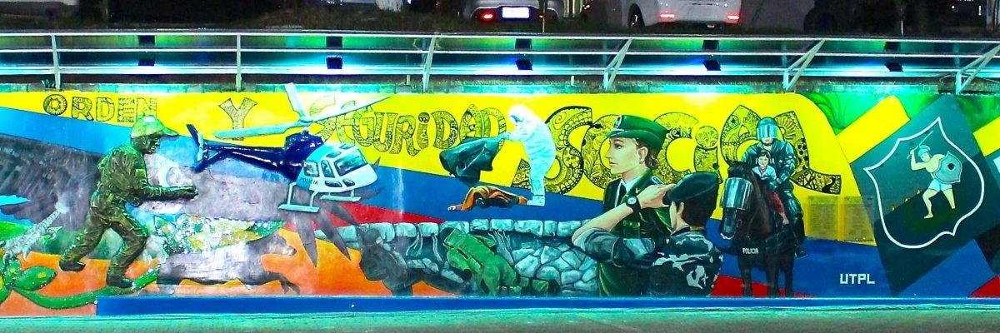 ORDEN Y SEGURIDAD SOCIAL
POLICIA
POLICIA
UTPL